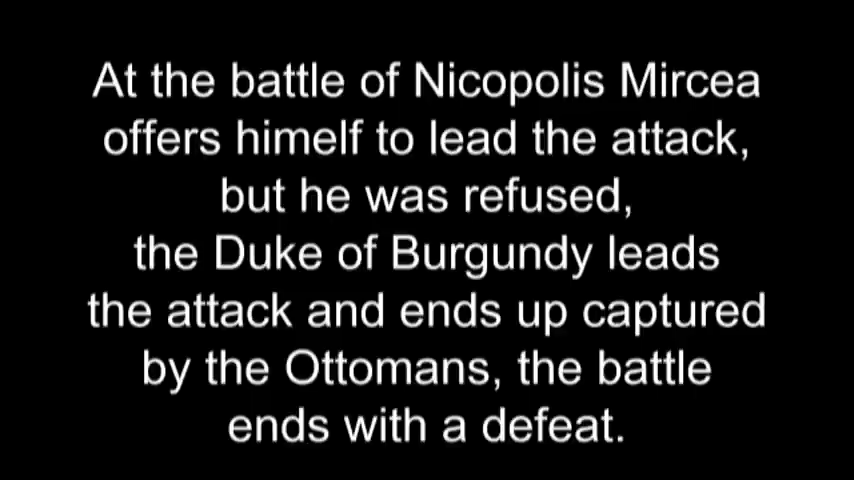 At the battle of Nicopolis Mircea
offers himelf to lead the attack,
but he was refused,
the Duke of Burgundy leads
the attack and ends up captured
by the Ottomans, the battle
ends with a defeat.